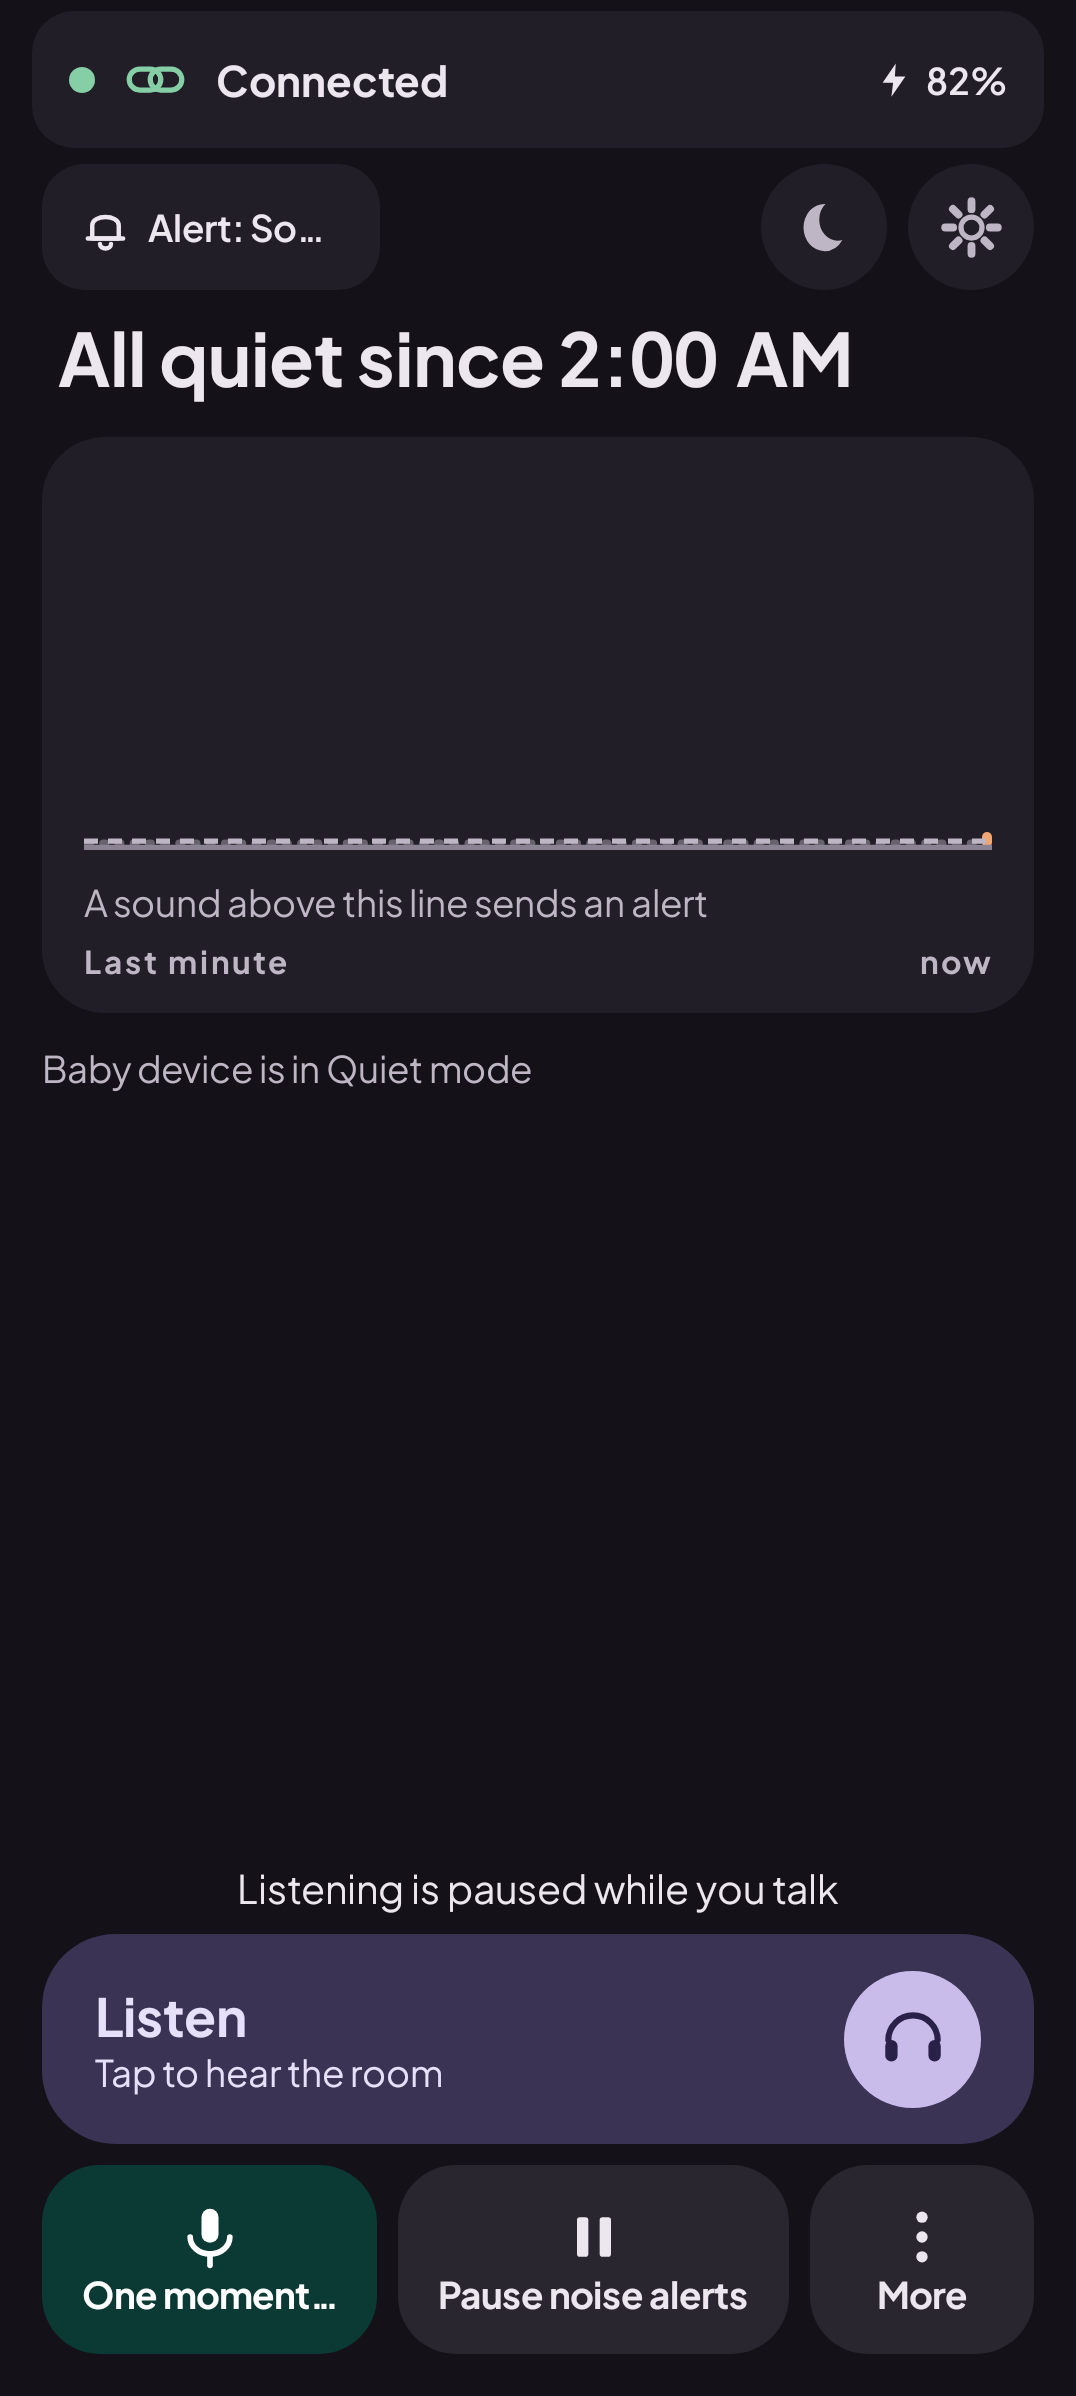 Connected
82%
Alert: So...
All quiet since 2:00 AM
A sound above this line sends an alert
Last minute
now
Baby device is in Quiet mode
Listening is paused while you talk
Listen
Tap to hear the room
One moment...
Pause noise alerts
More